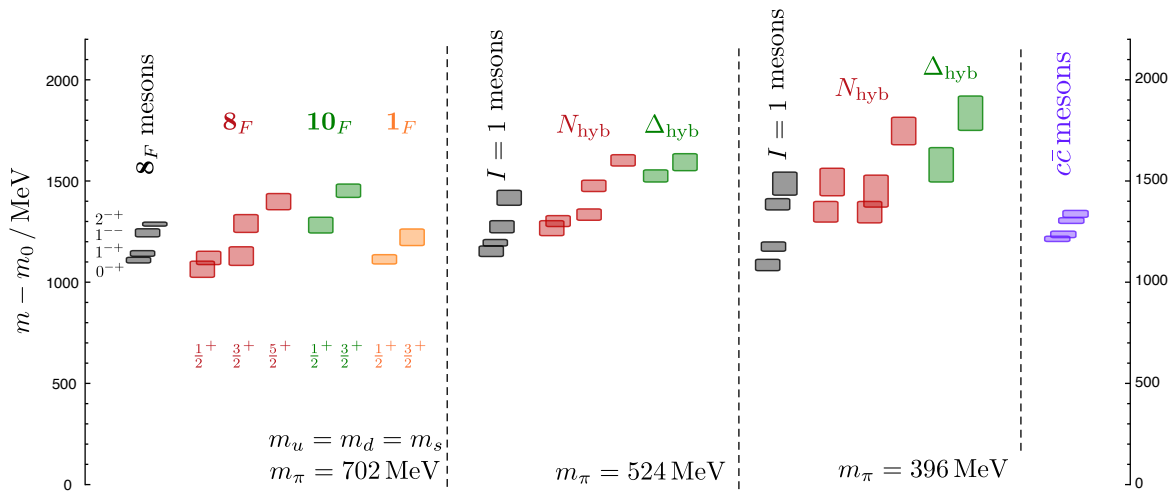 m − m₀ / MeV
2000
1500
1000
500
0
8_F mesons
2⁻⁺
1⁻⁻
1⁻⁺
0⁻⁺
8_F
10_F
1_F
1/2⁺ 3/2⁺ 5/2⁺ 1/2⁺ 3/2⁺ 1/2⁺ 3/2⁺
m_u = m_d = m_s
m_π = 702 MeV
I = 1 mesons
N_hyb
Δ_hyb
m_π = 524 MeV
I = 1 mesons
N_hyb
Δ_hyb
m_π = 396 MeV
cc̄ mesons
2000
1500
1000
500
0